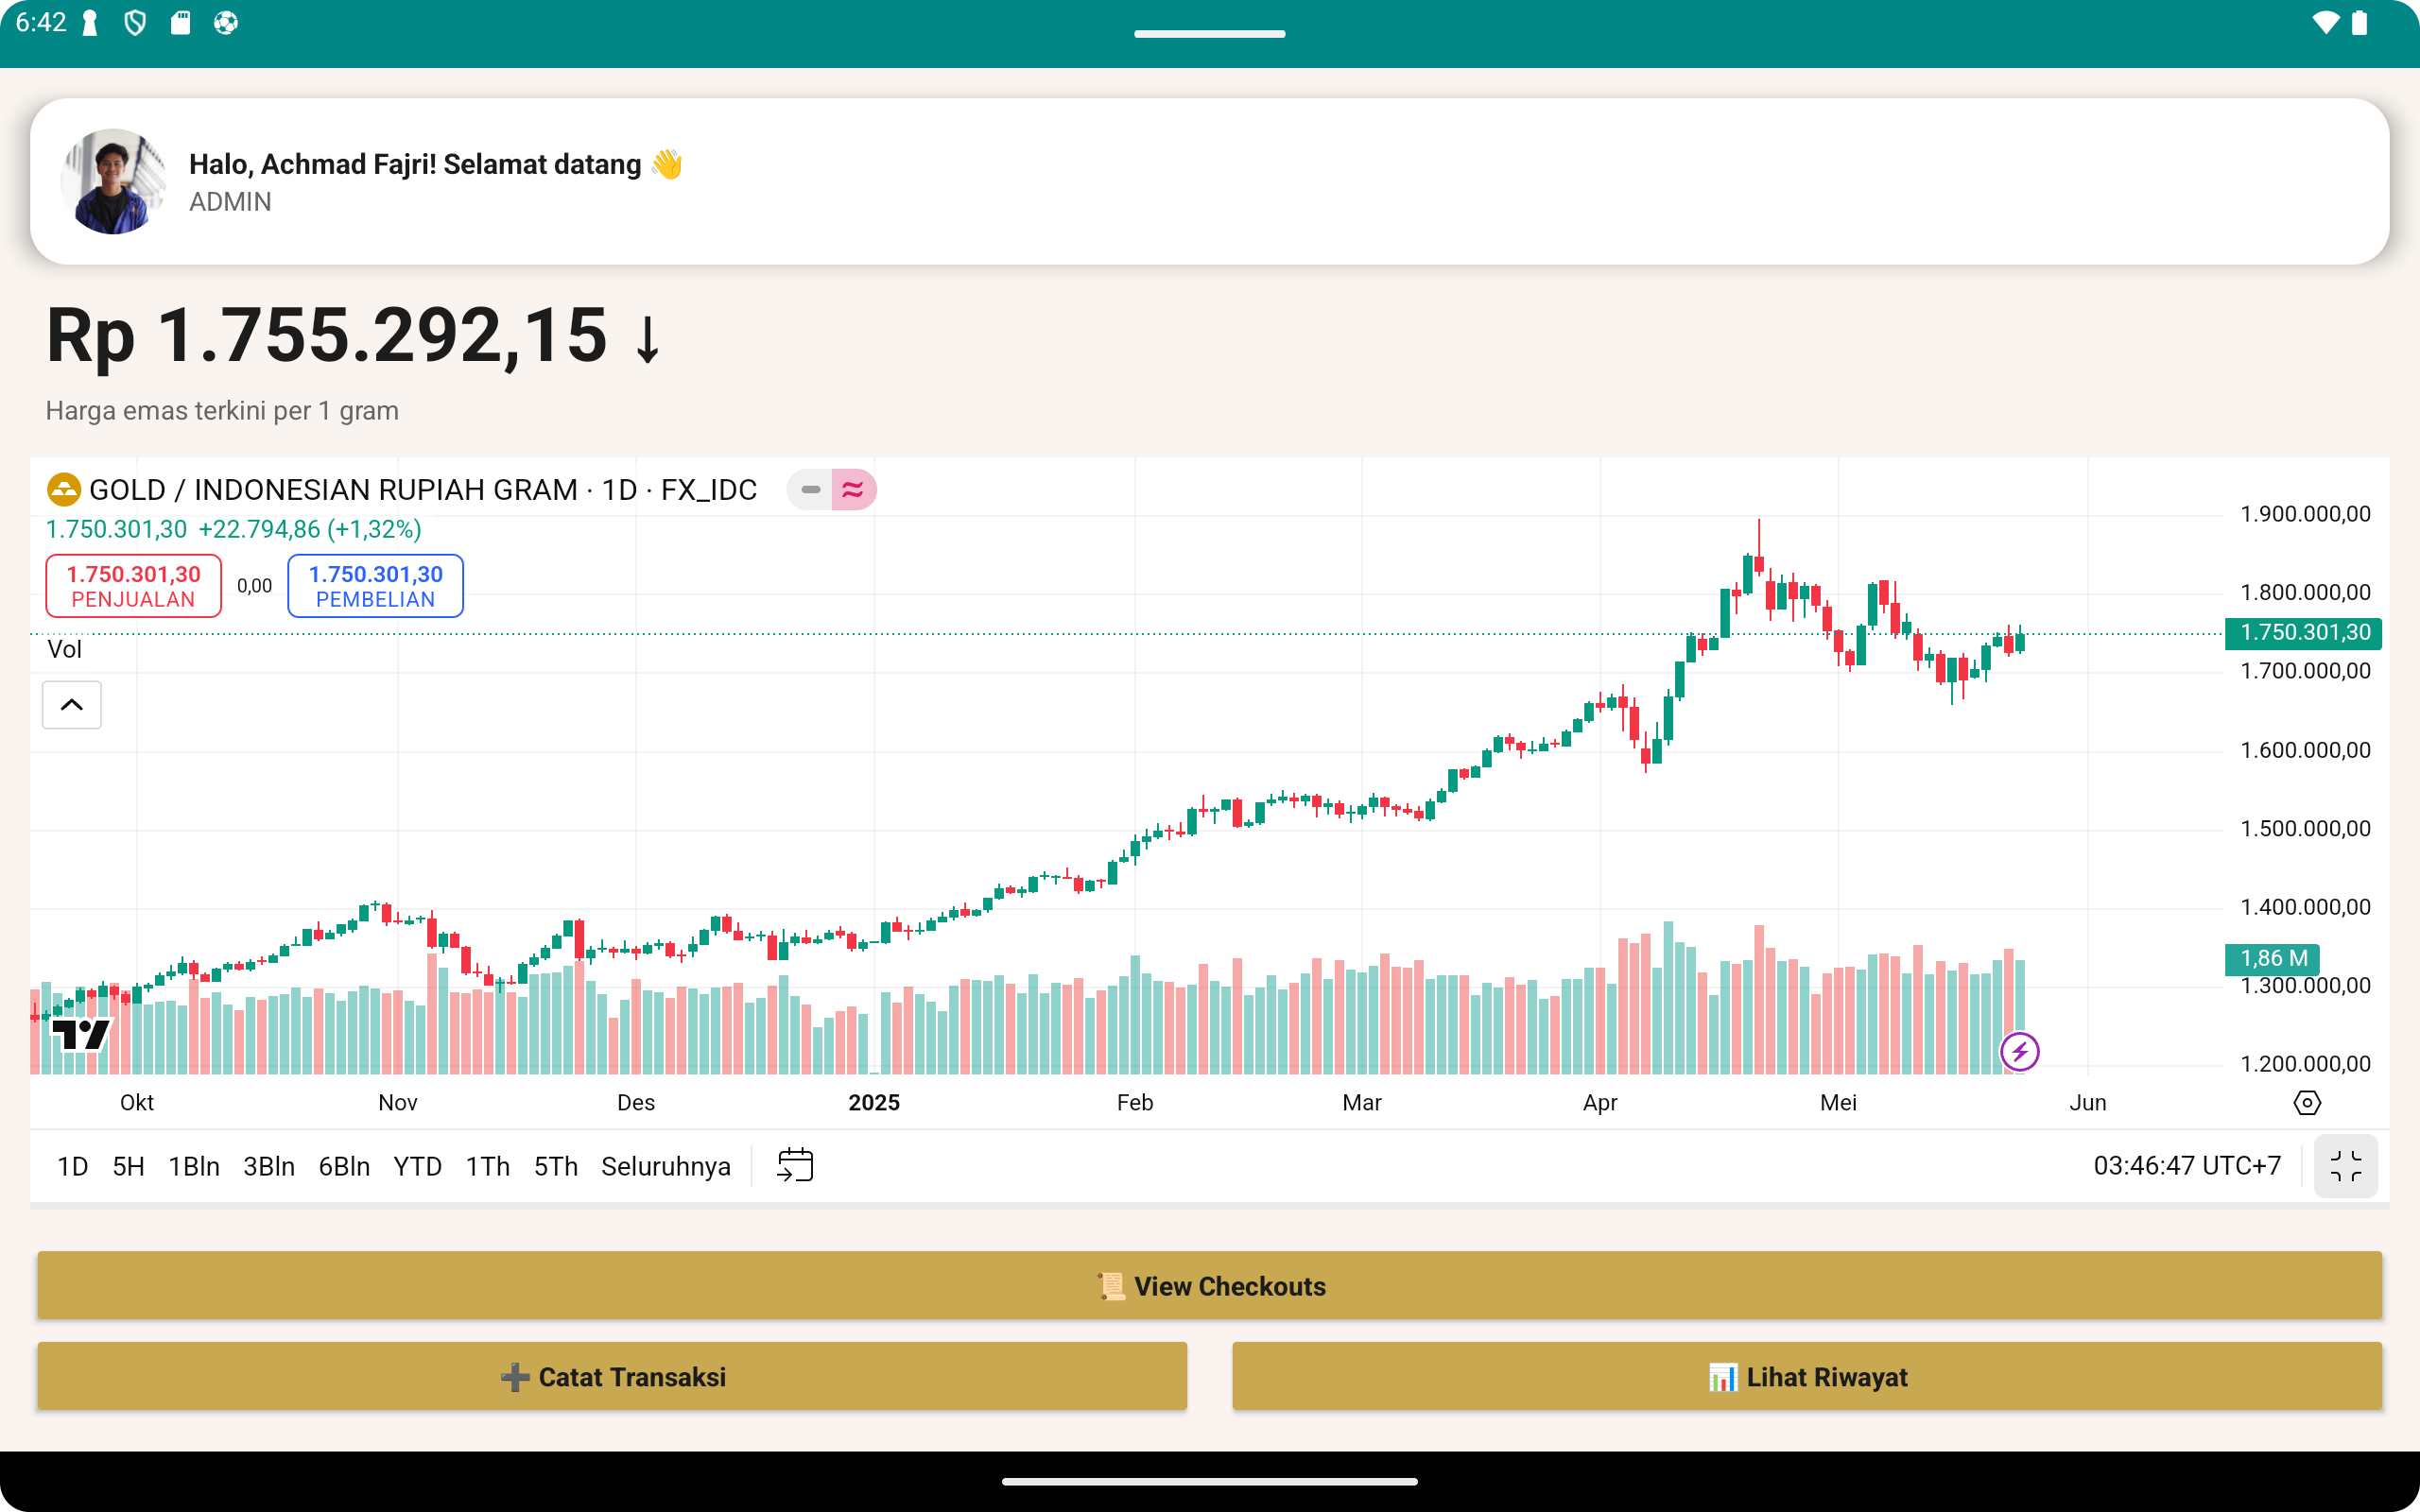 6:42
Halo, Achmad Fajri! Selamat datang 👋
ADMIN
Rp 1.755.292,15 ↓
Harga emas terkini per 1 gram
GOLD / INDONESIAN RUPIAH GRAM · 1D · FX_IDC
1.750.301,30 +22.794,86 (+1,32%)
1.750.301,30 PENJUALAN
0,00
1.750.301,30 PEMBELIAN
Vol
1.900.000,00
1.800.000,00
1.750.301,30
1.700.000,00
1.600.000,00
1.500.000,00
1.400.000,00
1,86 M
1.300.000,00
1.200.000,00
Okt Nov Des 2025 Feb Mar Apr Mei Jun
1D 5H 1Bln 3Bln 6Bln YTD 1Th 5Th Seluruhnya
03:46:47 UTC+7
📜 View Checkouts
➕ Catat Transaksi
📊 Lihat Riwayat